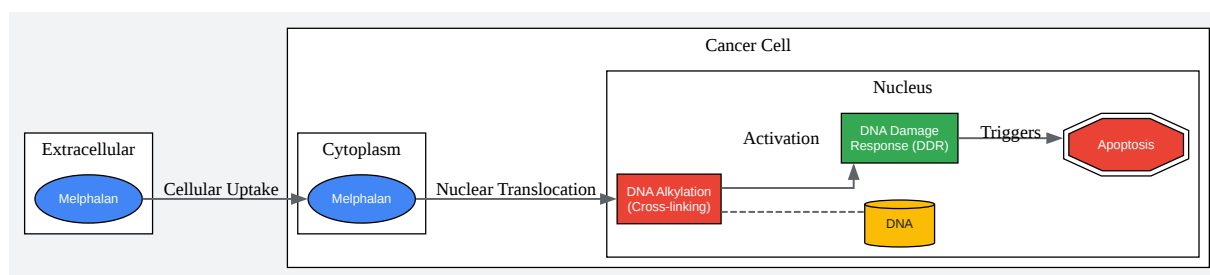 Cancer Cell
Nucleus
Extracellular
Melphalan
Cellular Uptake
Cytoplasm
Melphalan
Nuclear Translocation
DNA Alkylation
(Cross-linking)
Activation
DNA Damage
Response (DDR)
Triggers
Apoptosis
DNA